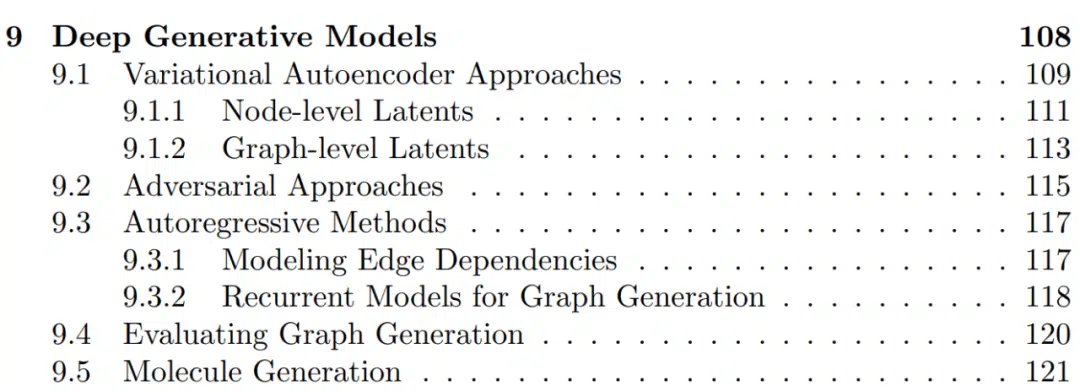 9 Deep Generative Models 108
9.1 Variational Autoencoder Approaches . . . . . . . . . . . . . . . . 109
9.1.1 Node-level Latents . . . . . . . . . . . . . . . . . . . . . . 111
9.1.2 Graph-level Latents . . . . . . . . . . . . . . . . . . . . . 113
9.2 Adversarial Approaches . . . . . . . . . . . . . . . . . . . . . . . 115
9.3 Autoregressive Methods . . . . . . . . . . . . . . . . . . . . . . . 117
9.3.1 Modeling Edge Dependencies . . . . . . . . . . . . . . . . 117
9.3.2 Recurrent Models for Graph Generation . . . . . . . . . . 118
9.4 Evaluating Graph Generation . . . . . . . . . . . . . . . . . . . . 120
9.5 Molecule Generation . . . . . . . . . . . . . . . . . . . . . . . . . 121